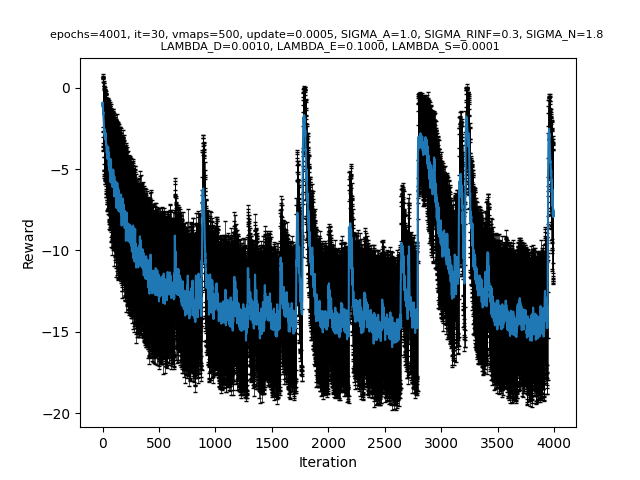 epochs=4001, it=30, vmaps=500, update=0.0005, SIGMA_A=1.0, SIGMA_RINF=0.3, SIGMA_N=1.8
LAMBDA_D=0.0010, LAMBDA_E=0.1000, LAMBDA_S=0.0001
0
−5
−10
−15
−20
Reward
0 500 1000 1500 2000 2500 3000 3500 4000
Iteration